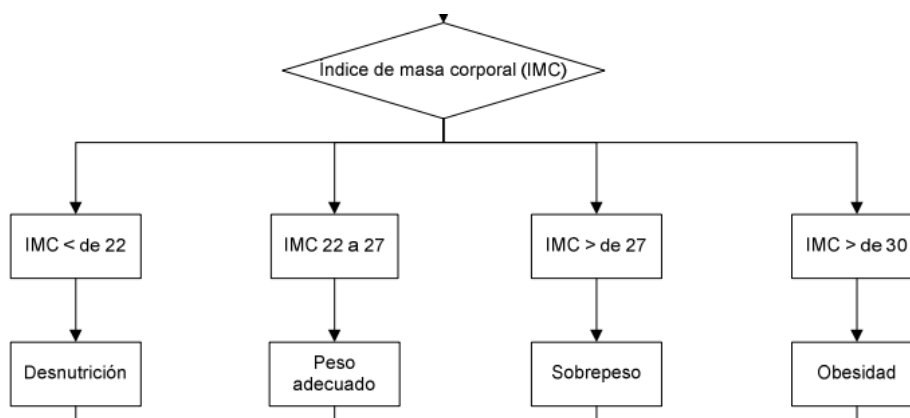 Índice de masa corporal (IMC)
IMC < de 22
IMC 22 a 27
IMC > de 27
IMC > de 30
Desnutrición
Peso
adecuado
Sobrepeso
Obesidad